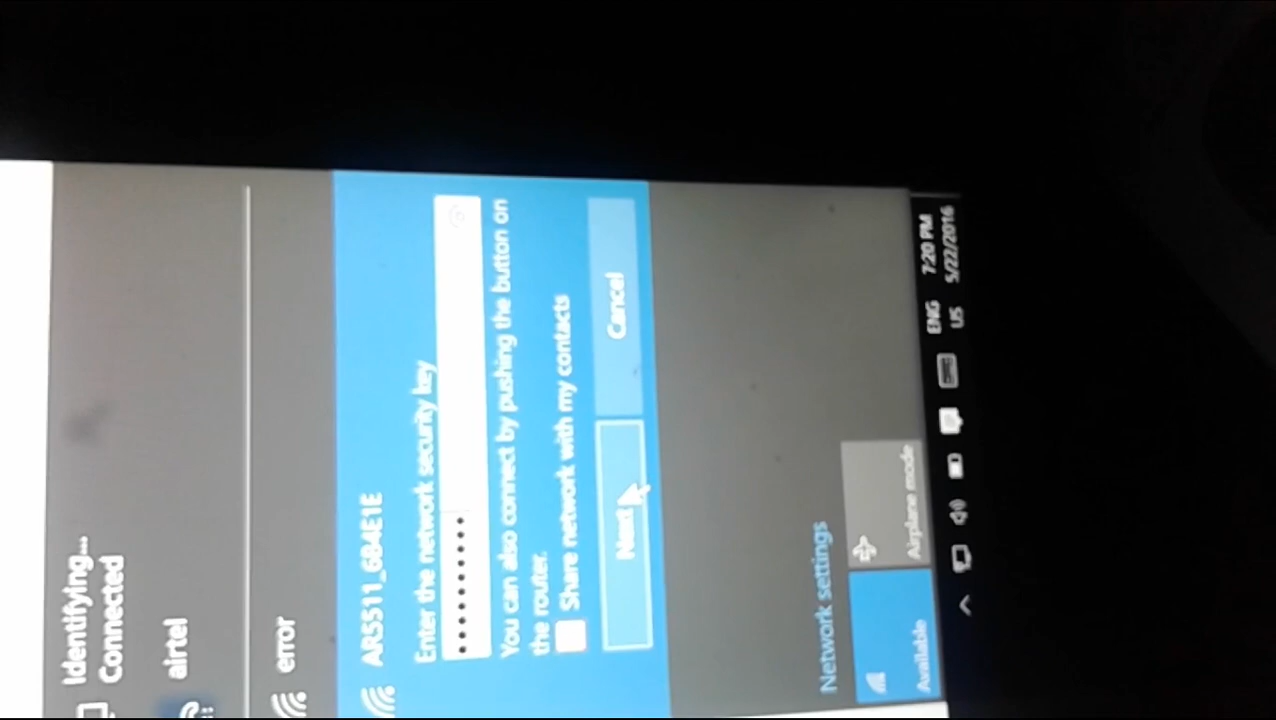 Identifying...
Connected
airtel
error
AR5511_6B4E1E
Enter the network security key
••••••••••
You can also connect by pushing the button on
the router.
Share network with my contacts
Next
Cancel
Network settings
Available
Airplane mode
ENG
US
7:20 PM
5/22/2016